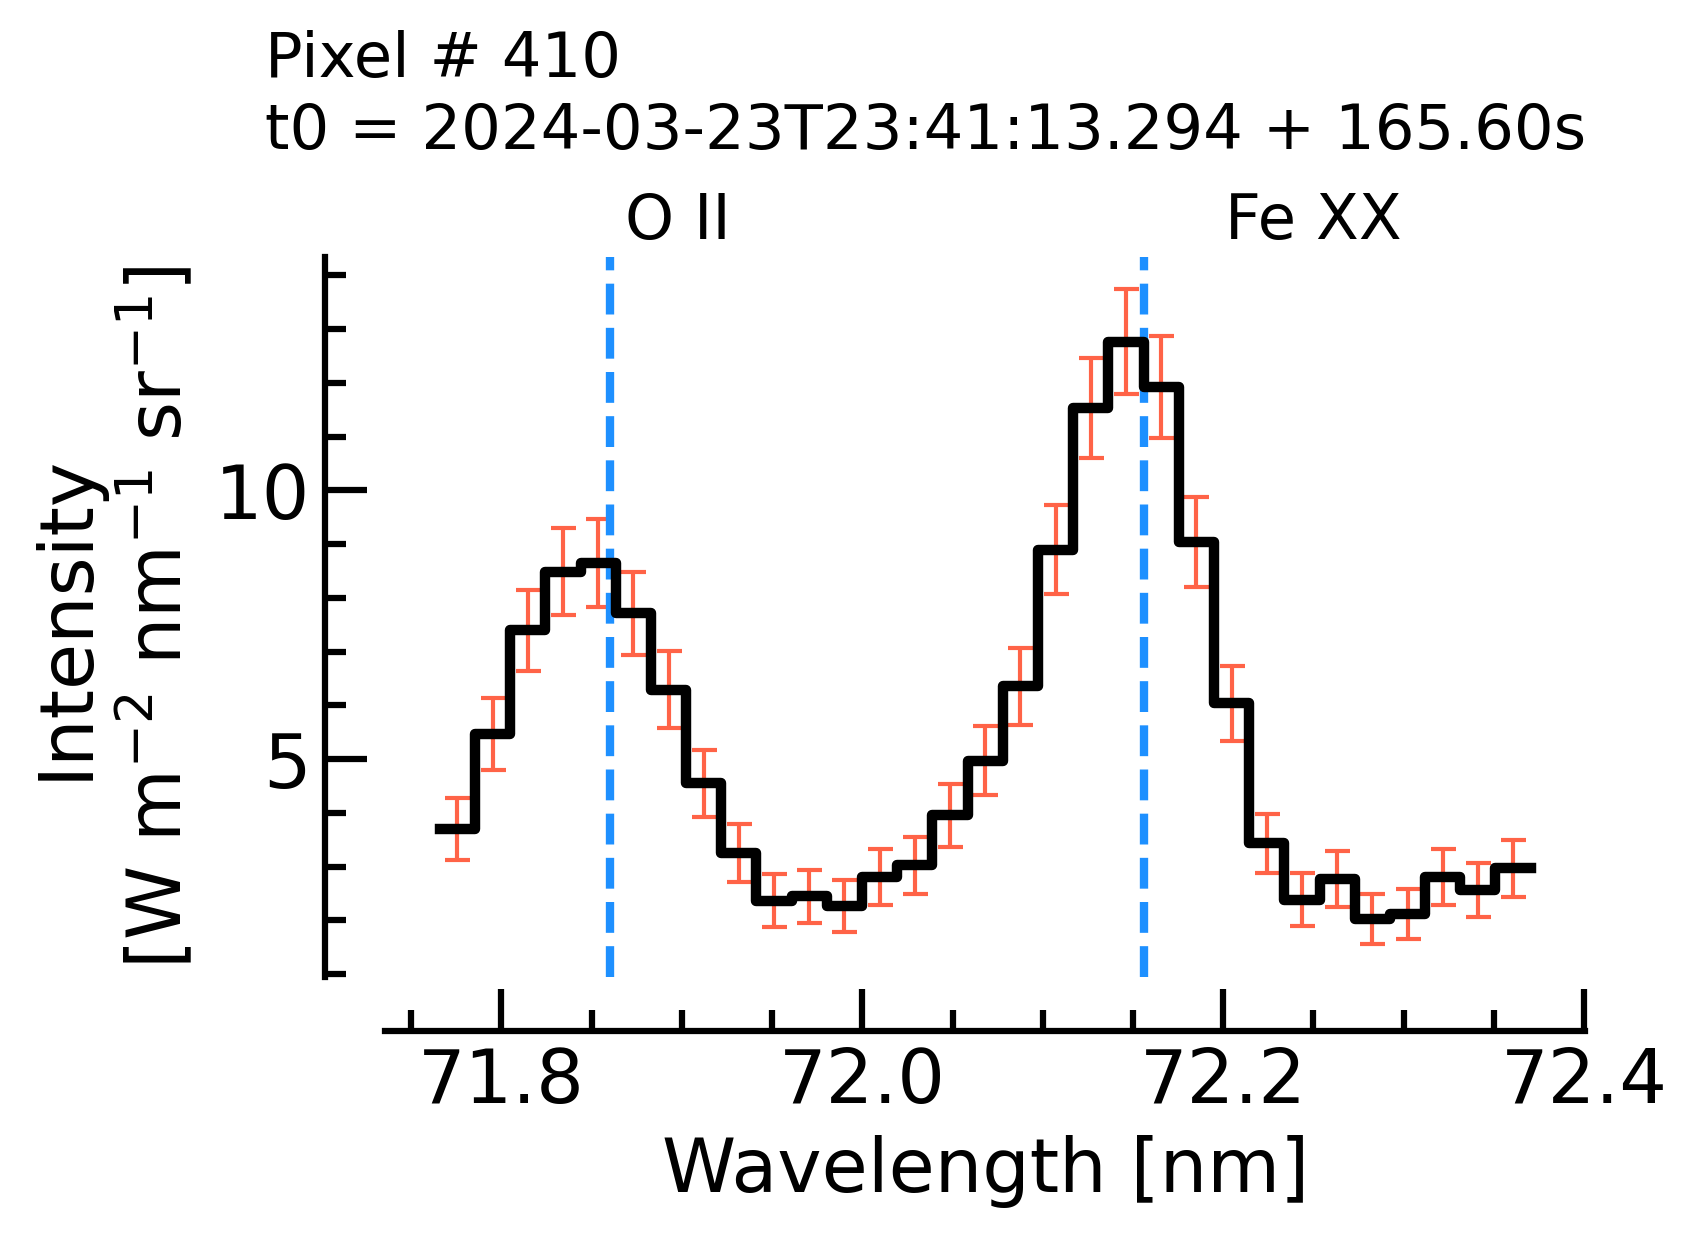 Pixel # 410
t0 = 2024-03-23T23:41:13.294 + 165.60s
O II
Fe XX
Intensity
[W m⁻² nm⁻¹ sr⁻¹]
10
5
71.8
72.0
72.2
72.4
Wavelength [nm]